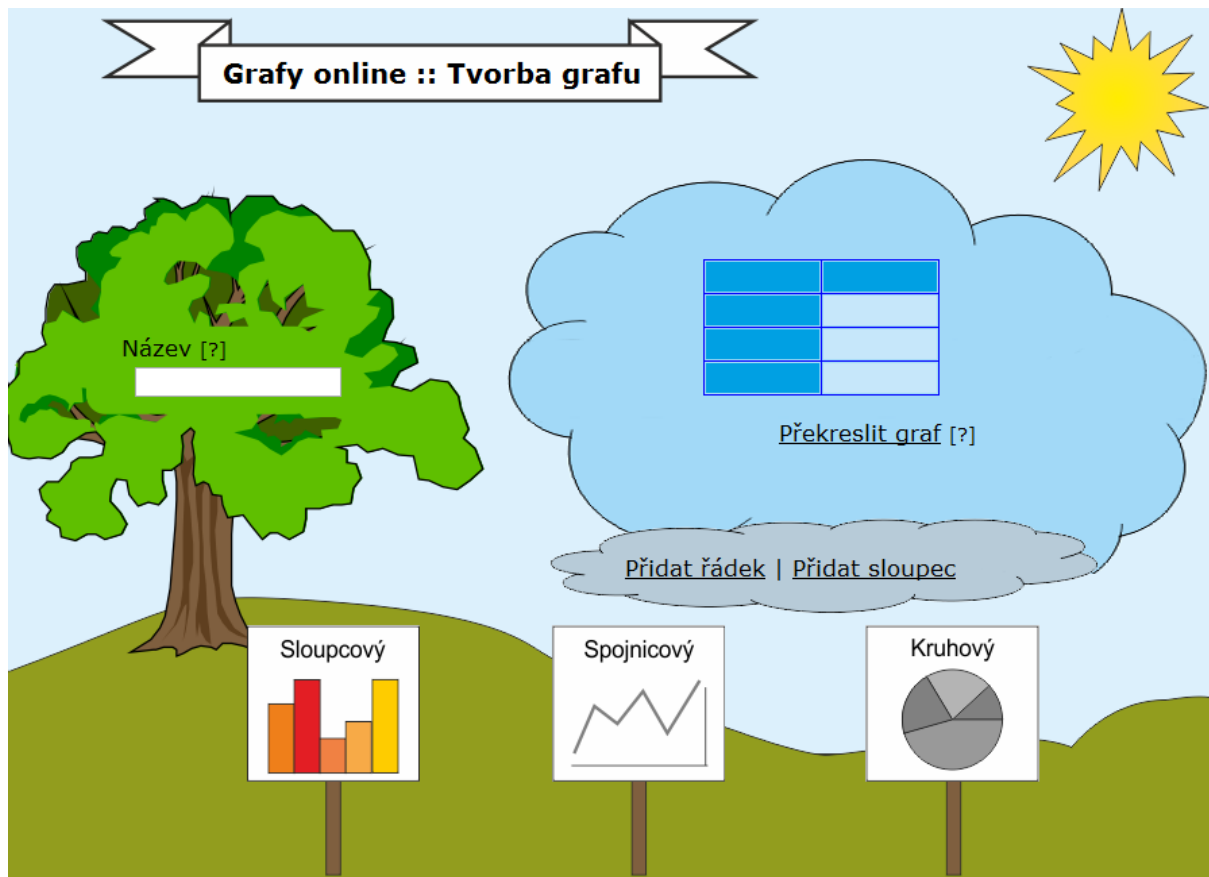 Grafy online :: Tvorba grafu
Název [?]
Překreslit graf [?]
Přidat řádek | Přidat sloupec
Sloupcový
Spojnicový
Kruhový